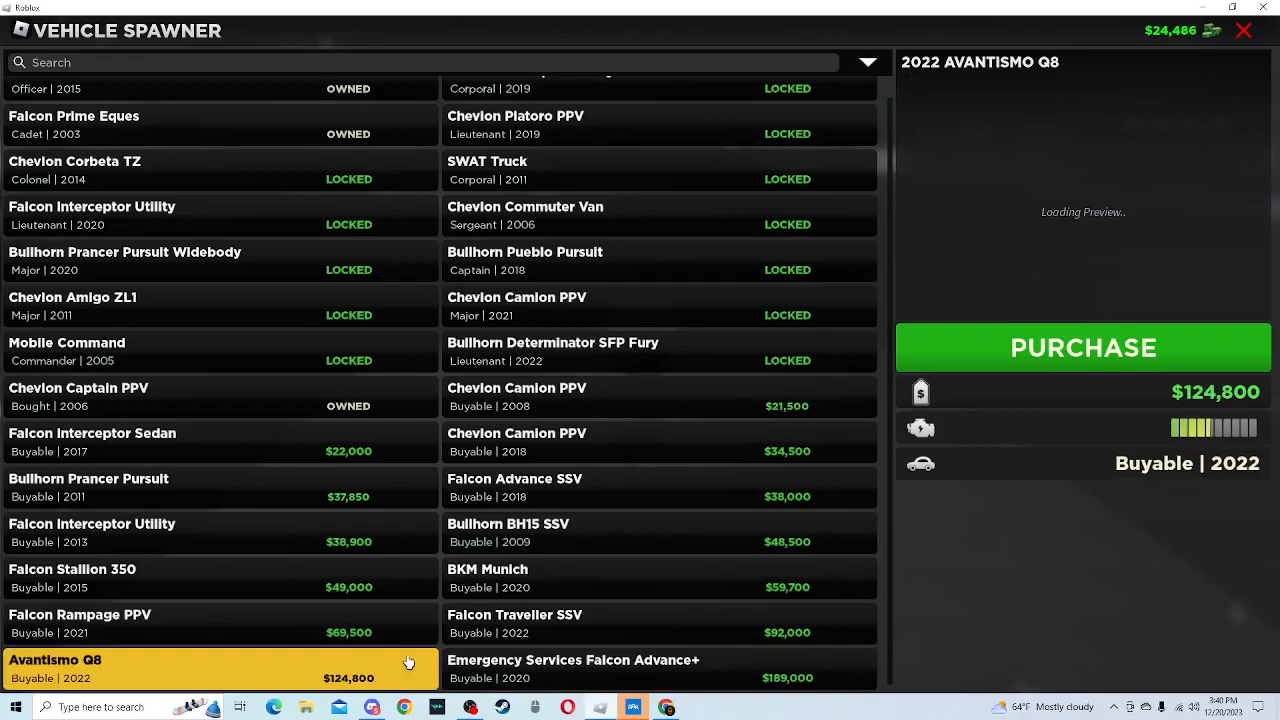 Roblox
VEHICLE SPAWNER
$24,486
Search
Officer | 2015 OWNED
Corporal | 2019 LOCKED
Falcon Prime Eques
Cadet | 2003 OWNED
Chevlon Platoro PPV
Lieutenant | 2019 LOCKED
Chevlon Corbeta TZ
Colonel | 2014 LOCKED
SWAT Truck
Corporal | 2011 LOCKED
Falcon Interceptor Utility
Lieutenant | 2020 LOCKED
Chevlon Commuter Van
Sergeant | 2006 LOCKED
Bullhorn Prancer Pursuit Widebody
Major | 2020 LOCKED
Bullhorn Pueblo Pursuit
Captain | 2018 LOCKED
Chevlon Amigo ZL1
Major | 2011 LOCKED
Chevlon Camion PPV
Major | 2021 LOCKED
Mobile Command
Commander | 2005 LOCKED
Bullhorn Determinator SFP Fury
Lieutenant | 2022 LOCKED
Chevlon Captain PPV
Bought | 2006 OWNED
Chevlon Camion PPV
Buyable | 2008 $21,500
Falcon Interceptor Sedan
Buyable | 2017 $22,000
Chevlon Camion PPV
Buyable | 2018 $34,500
Bullhorn Prancer Pursuit
Buyable | 2011 $37,850
Falcon Advance SSV
Buyable | 2018 $38,000
Falcon Interceptor Utility
Buyable | 2013 $38,900
Bullhorn BH15 SSV
Buyable | 2009 $48,500
Falcon Stallion 350
Buyable | 2015 $49,000
BKM Munich
Buyable | 2020 $59,700
Falcon Rampage PPV
Buyable | 2021 $69,500
Falcon Traveller SSV
Buyable | 2022 $92,000
Avantismo Q8
Buyable | 2022 $124,800
Emergency Services Falcon Advance+
Buyable | 2020 $189,000
2022 AVANTISMO Q8
Loading Preview..
PURCHASE
$124,800
Buyable | 2022
Type here to search
64°F Mostly cloudy
3:40 PM
12/20/2023